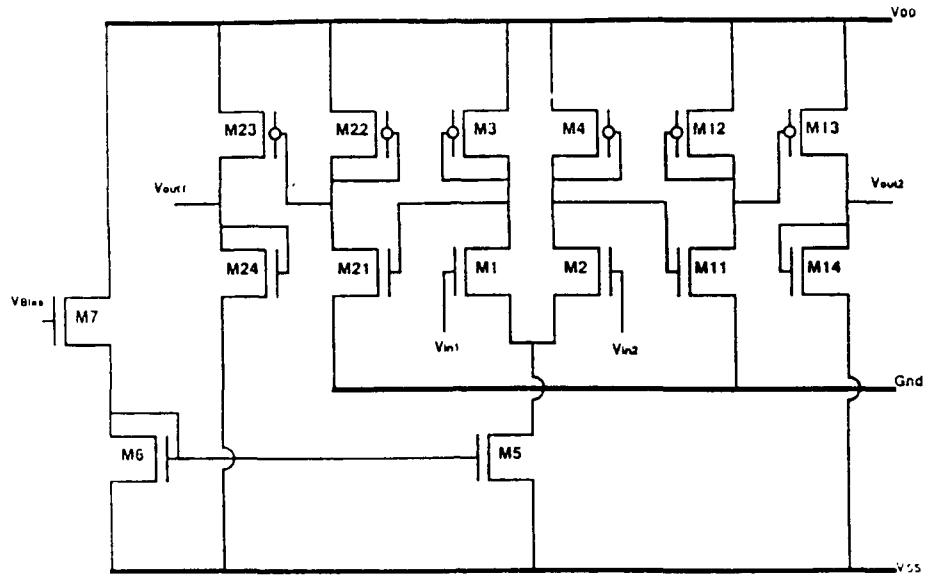 VDD
M23
M22
M3
M4
M12
M13
Vout1
Vout2
M24
M21
M1
M2
M11
M14
VBias
M7
Vin1
Vin2
Gnd
M6
M5
VSS